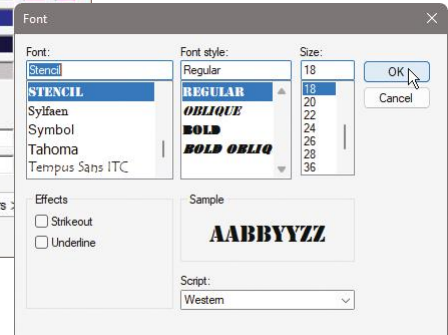 Font
Font: Font style: Size:
Stencil Regular 18 OK
STENCIL REGULAR 18 Cancel
Sylfaen OBLIQUE 20
Symbol BOLD 22
Tahoma BOLD OBLIQ 24
Tempus Sans ITC 26
28
36
Effects Sample
Strikeout AABBYYZZ
Underline
Script:
Western